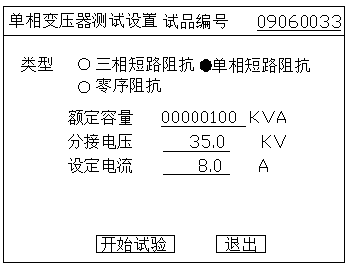 单相变压器测试设置 试品编号 09060033
类型 三相短路阻抗 单相短路阻抗
零序阻抗
额定容量 00000100 KVA
分接电压 35.0 KV
设定电流 8.0 A
开始试验 退出